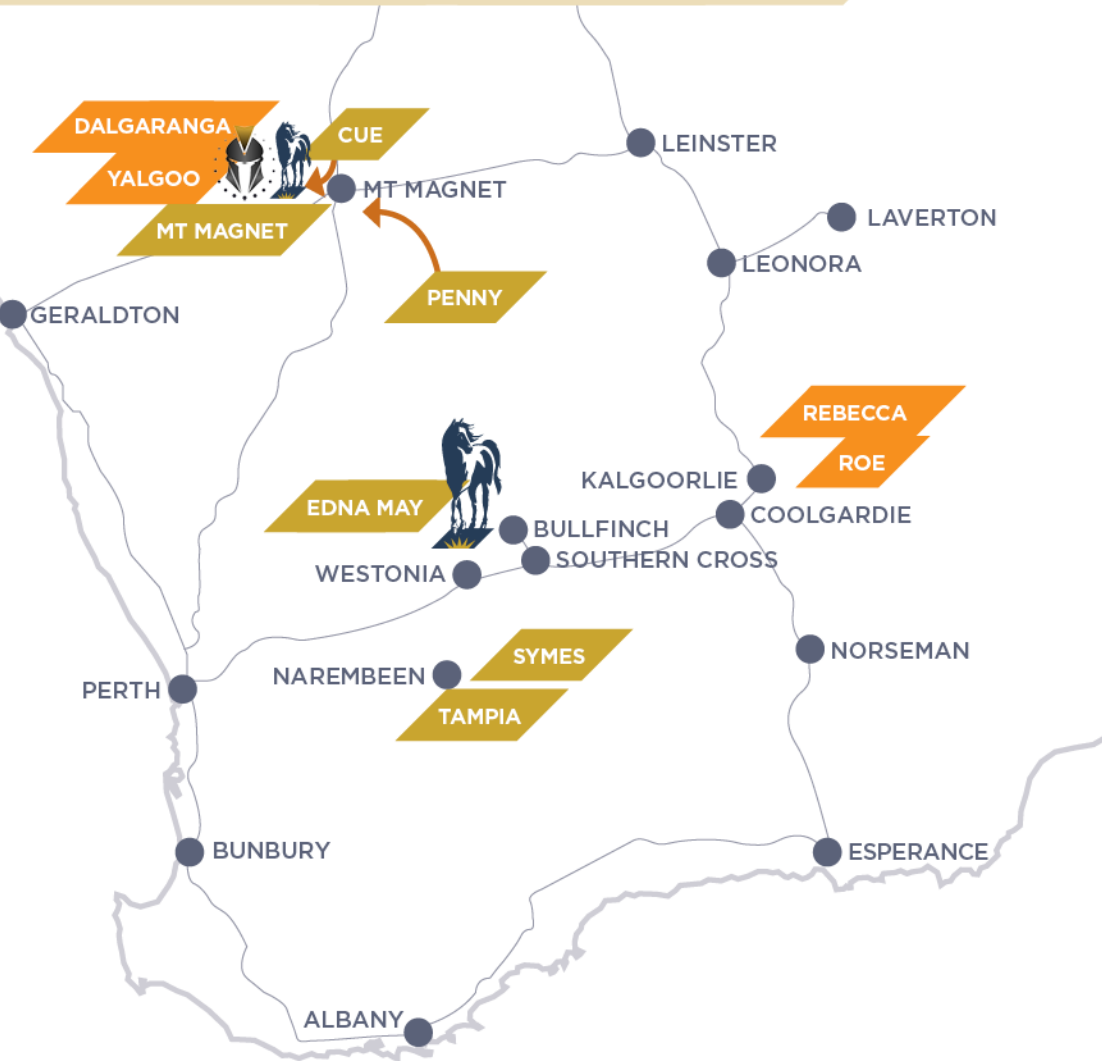 DALGARANGA
CUE
LEINSTER
YALGOO
MT MAGNET
LAVERTON
MT MAGNET
LEONORA
PENNY
GERALDTON
REBECCA
ROE
KALGOORLIE
EDNA MAY
COOLGARDIE
BULLFINCH
SOUTHERN CROSS
WESTONIA
NORSEMAN
SYMES
NAREMBEEN
PERTH
TAMPIA
BUNBURY
ESPERANCE
ALBANY